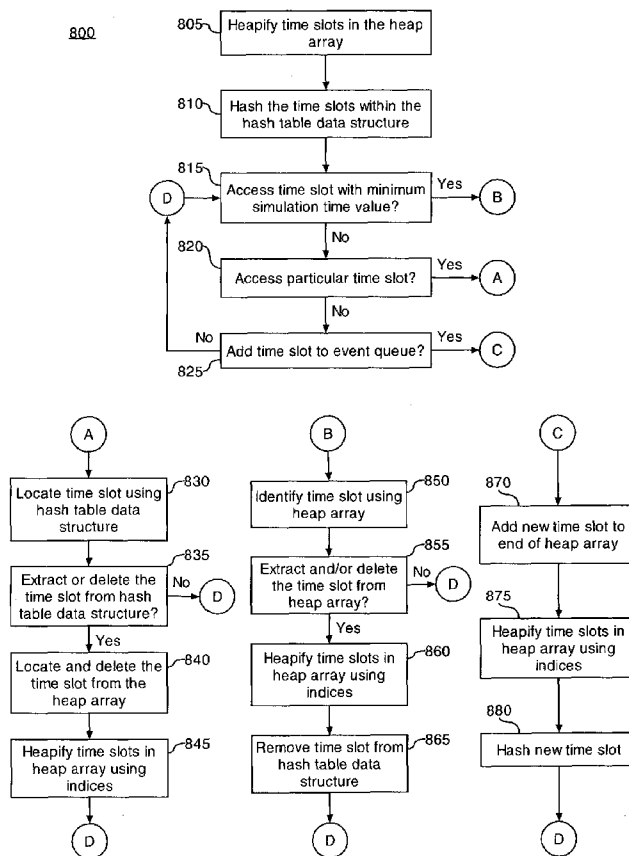 800
805
Heapify time slots in the heap
array
810
Hash the time slots within the
hash table data structure
815
D
Access time slot with minimum
simulation time value?
Yes
B
No
820
Access particular time slot?
Yes
A
No
No
Add time slot to event queue?
Yes
C
825
A
830
Locate time slot using
hash table data
structure
835
Extract or delete the
time slot from hash
table data structure?
No
D
Yes
840
Locate and delete the
time slot from the
heap array
845
Heapify time slots in
heap array using
indices
D
B
850
Identify time slot using
heap array
855
Extract and/or delete
the time slot from
heap array?
No
D
Yes
860
Heapify time slots in
heap array using
indices
865
Remove time slot from
hash table data
structure
D
C
870
Add new time slot to
end of heap array
875
Heapify time slots in
heap array using
indices
880
Hash new time slot
D